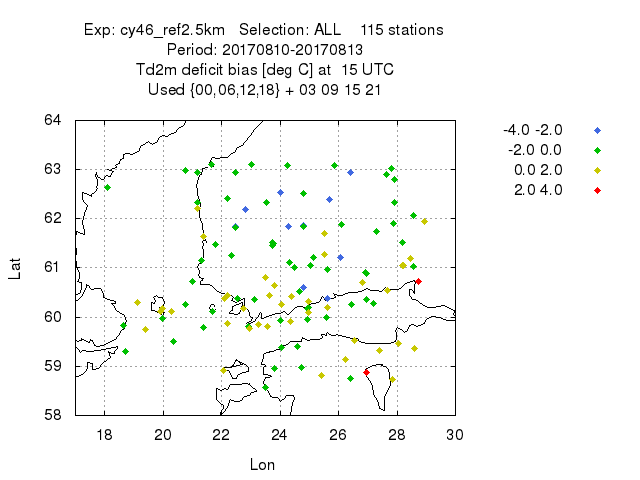 Exp: cy46_ref2.5km   Selection: ALL    115 stations
Period: 20170810-20170813
Td2m deficit bias [deg C] at  15 UTC
Used {00,06,12,18} + 03 09 15 21
64
63
62
61
60
59
58
Lat
18 20 22 24 26 28 30
Lon
-4.0 -2.0
-2.0 0.0
0.0 2.0
2.0 4.0